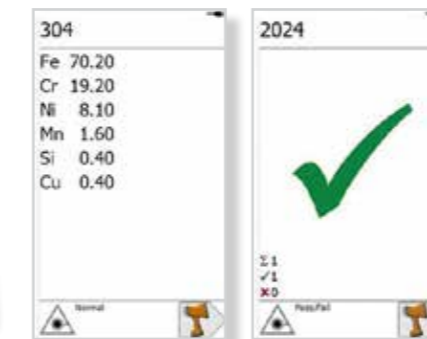 304
Fe 70.20
Cr 19.20
Ni 8.10
Mn 1.60
Si 0.40
Cu 0.40
Normal
2024
Σ 1
✓ 1
✗ 0
Pass/Fail